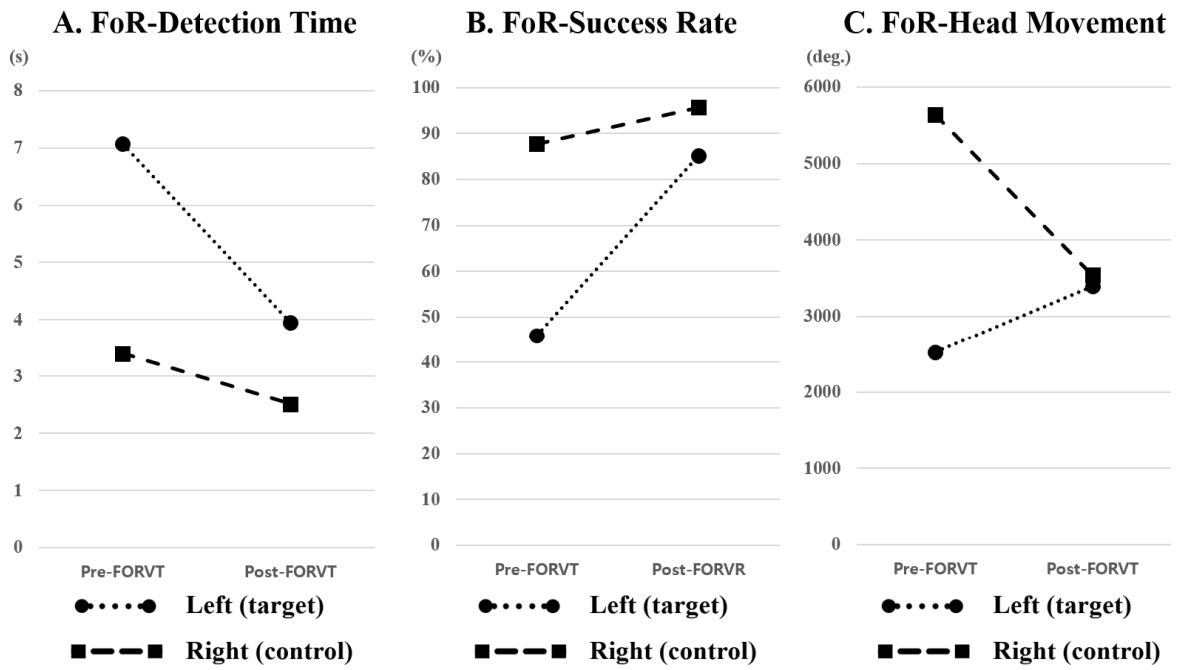 A. FoR-Detection Time
(s)
8
7
6
5
4
3
2
1
0
Pre-FORVT Post-FORVT
Left (target)
Right (control)
B. FoR-Success Rate
(%)
100
90
80
70
60
50
40
30
20
10
0
Pre-FORVT Post-FORVR
Left (target)
Right (control)
C. FoR-Head Movement
(deg.)
6000
5000
4000
3000
2000
1000
0
Pre-FORVT Post-FORVT
Left (target)
Right (control)